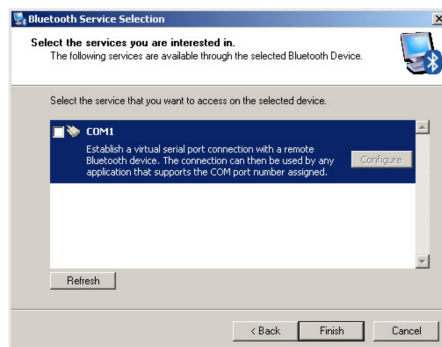 Bluetooth Service Selection
Select the services you are interested in.
The following services are available through the selected Bluetooth Device.
Select the service that you want to access on the selected device.
COM1
Establish a virtual serial port connection with a remote
Bluetooth device. The connection can then be used by any
application that supports the COM port number assigned.
Configure
Refresh
< Back
Finish
Cancel